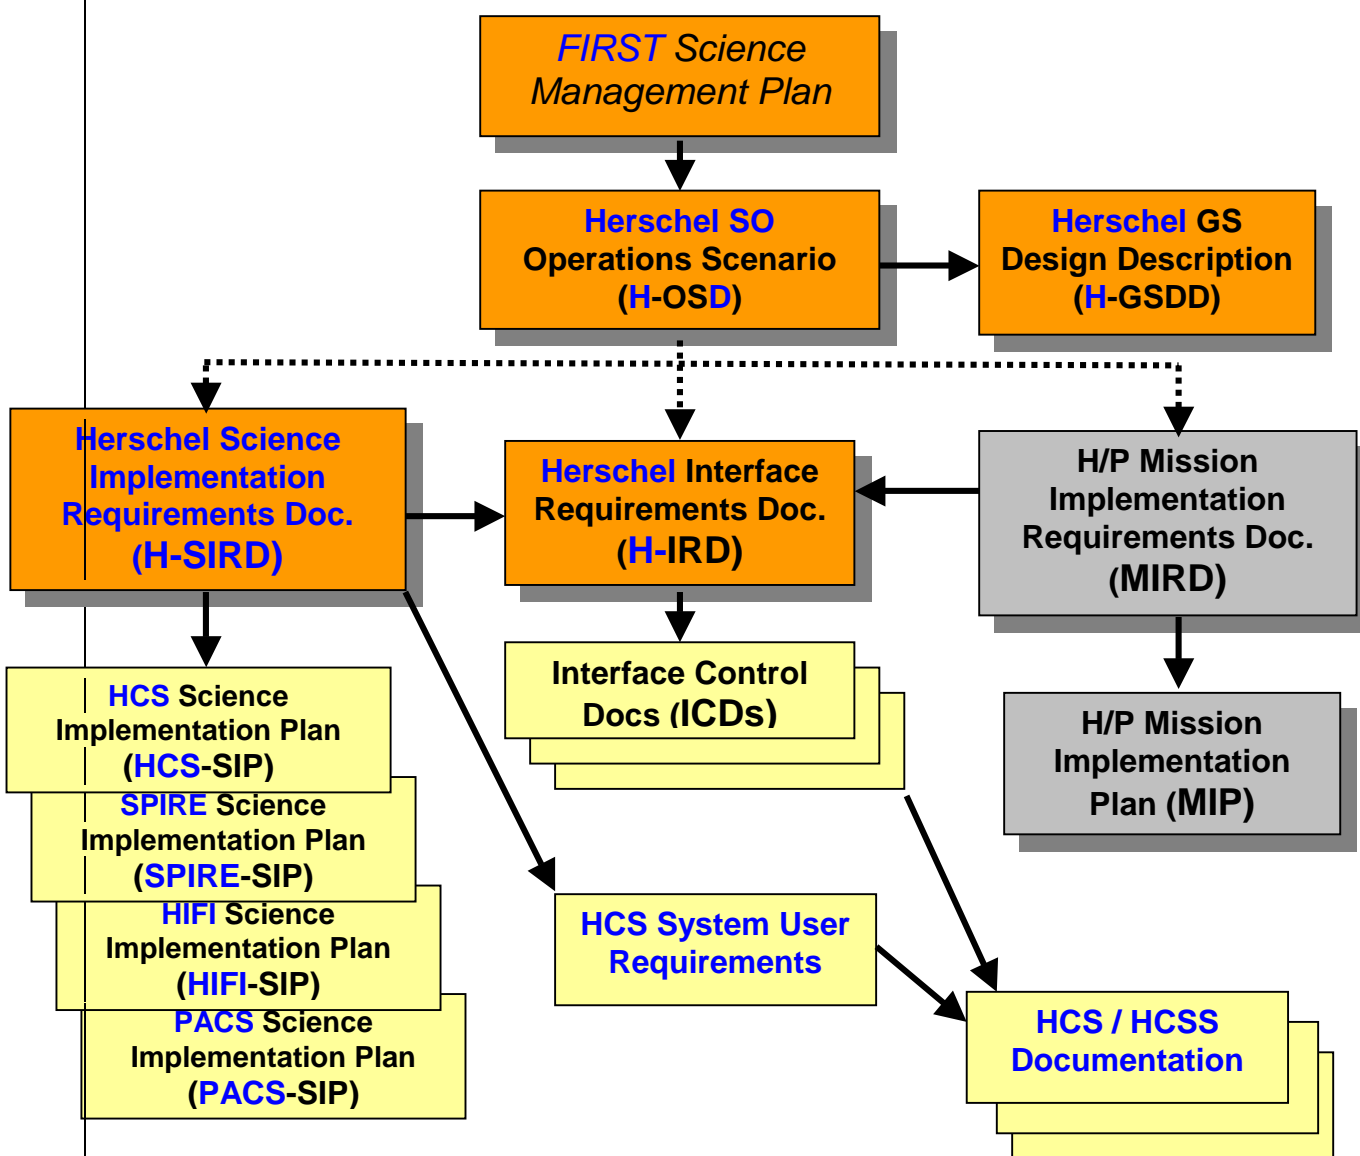 FIRST Science
Management Plan
Herschel SO
Operations Scenario
(H-OSD)
Herschel GS
Design Description
(H-GSDD)
Herschel Science
Implementation
Requirements Doc.
(H-SIRD)
Herschel Interface
Requirements Doc.
(H-IRD)
H/P Mission
Implementation
Requirements Doc.
(MIRD)
HCS Science
Implementation Plan
(HCS-SIP)
SPIRE Science
Implementation Plan
(SPIRE-SIP)
HIFI Science
Implementation Plan
(HIFI-SIP)
PACS Science
Implementation Plan
(PACS-SIP)
Interface Control
Docs (ICDs)
H/P Mission
Implementation
Plan (MIP)
HCS System User
Requirements
HCS / HCSS
Documentation